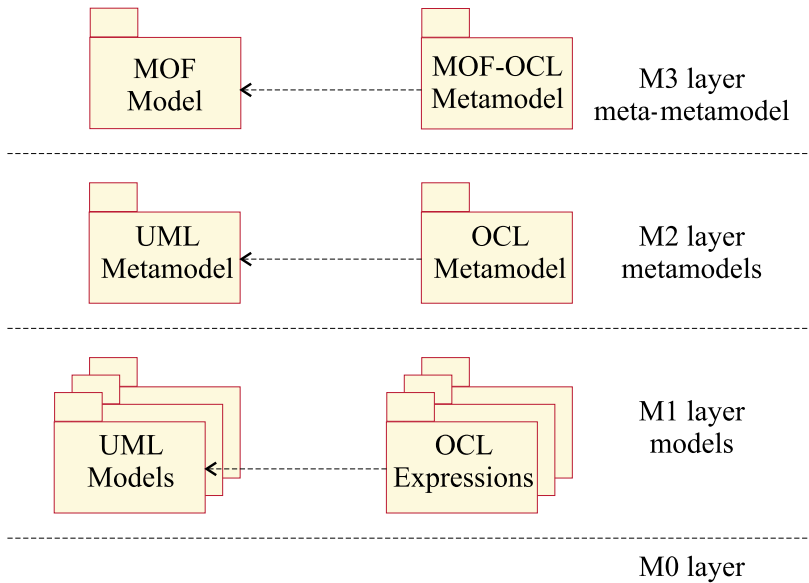 MOF
Model
MOF-OCL
Metamodel
M3 layer
meta-metamodel
UML
Metamodel
OCL
Metamodel
M2 layer
metamodels
UML
Models
OCL
Expressions
M1 layer
models
M0 layer